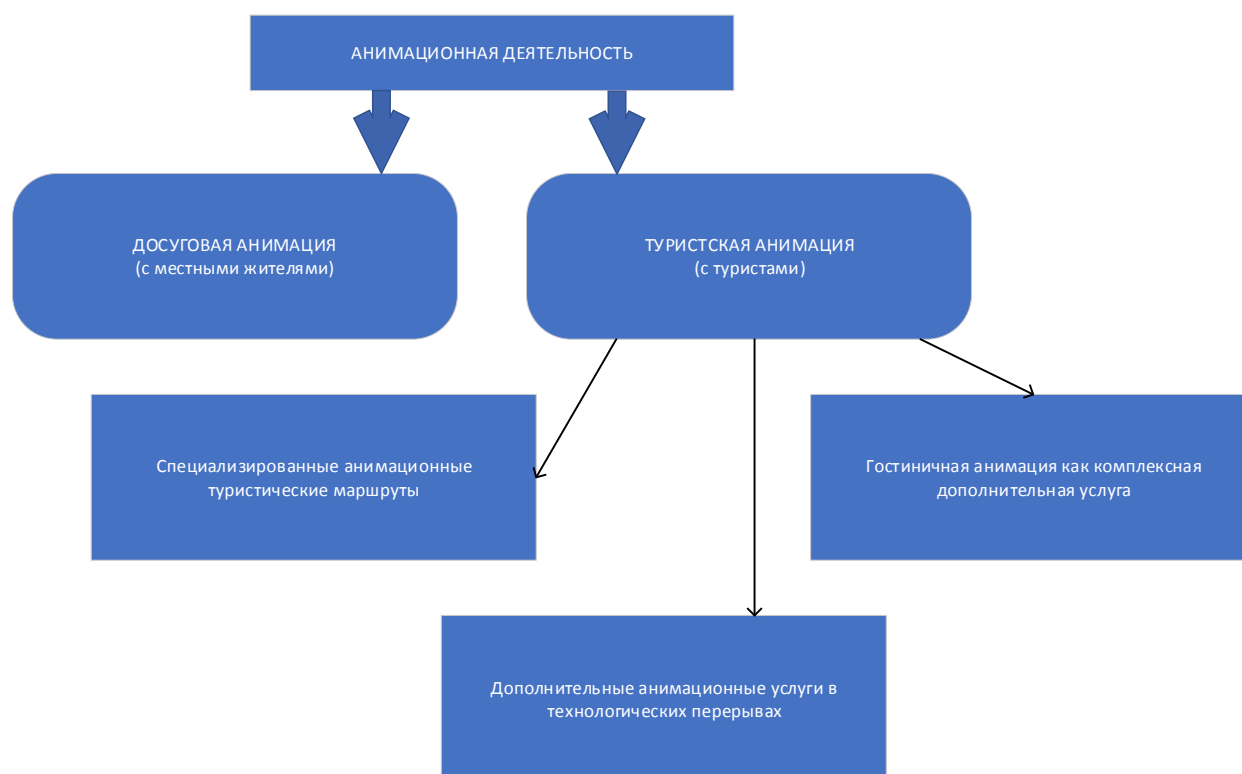 АНИМАЦИОННАЯ ДЕЯТЕЛЬНОСТЬ
ДОСУГОВАЯ АНИМАЦИЯ
(с местными жителями)
ТУРИСТСКАЯ АНИМАЦИЯ
(с туристами)
Специализированные анимационные
туристические маршруты
Гостиничная анимация как комплексная
дополнительная услуга
Дополнительные анимационные услуги в
технологических перерывах